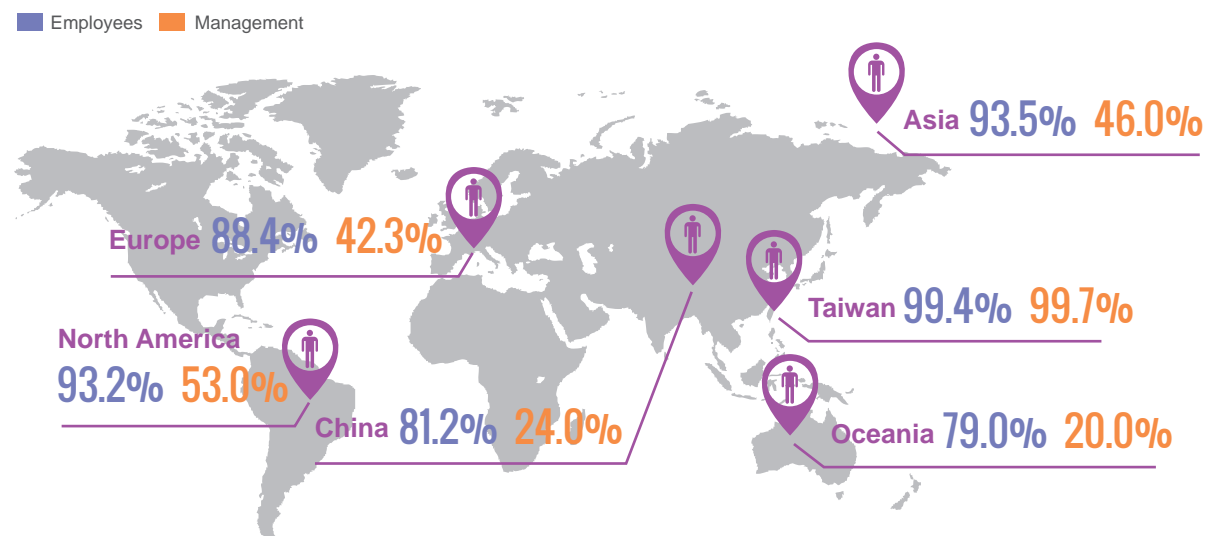 Employees Management
Asia 93.5% 46.0%
Europe 88.4% 42.3%
Taiwan 99.4% 99.7%
North America
93.2% 53.0%
China 81.2% 24.0%
Oceania 79.0% 20.0%